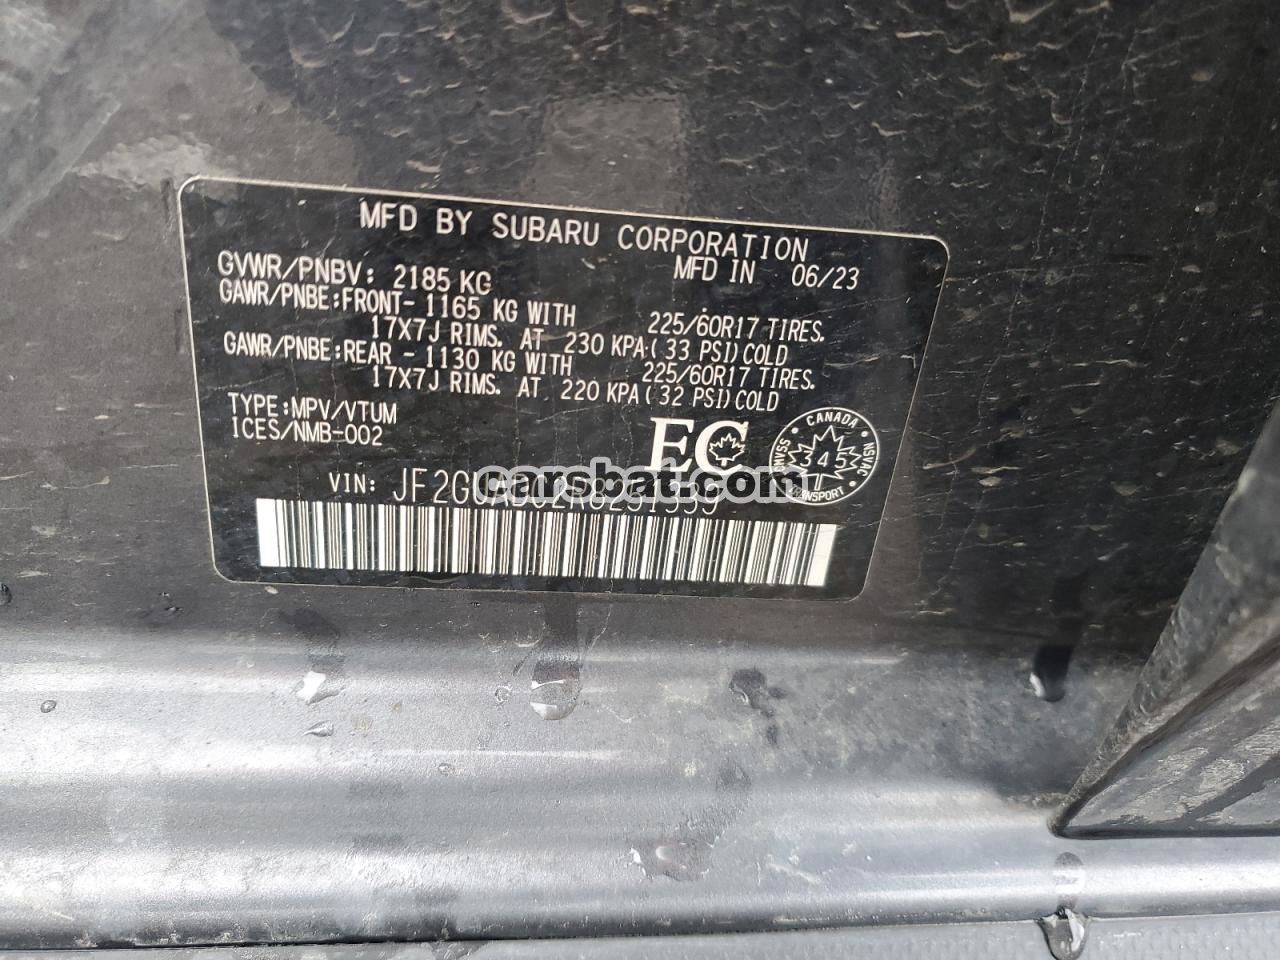 MFD BY SUBARU CORPORATION
GVWR/PNBV: 2185 KG MFD IN 06/23
GAWR/PNBE:FRONT- 1165 KG WITH 225/60R17 TIRES.
17X7J RIMS. AT 230 KPA(33 PSI)COLD
GAWR/PNBE:REAR - 1130 KG WITH 225/60R17 TIRES.
17X7J RIMS. AT 220 KPA(32 PSI)COLD
TYPE:MPV/VTUM
ICES/NMB-002
EC
CANADA
345
NSVAC
TRANSPORT
VIN:
carsbat.com